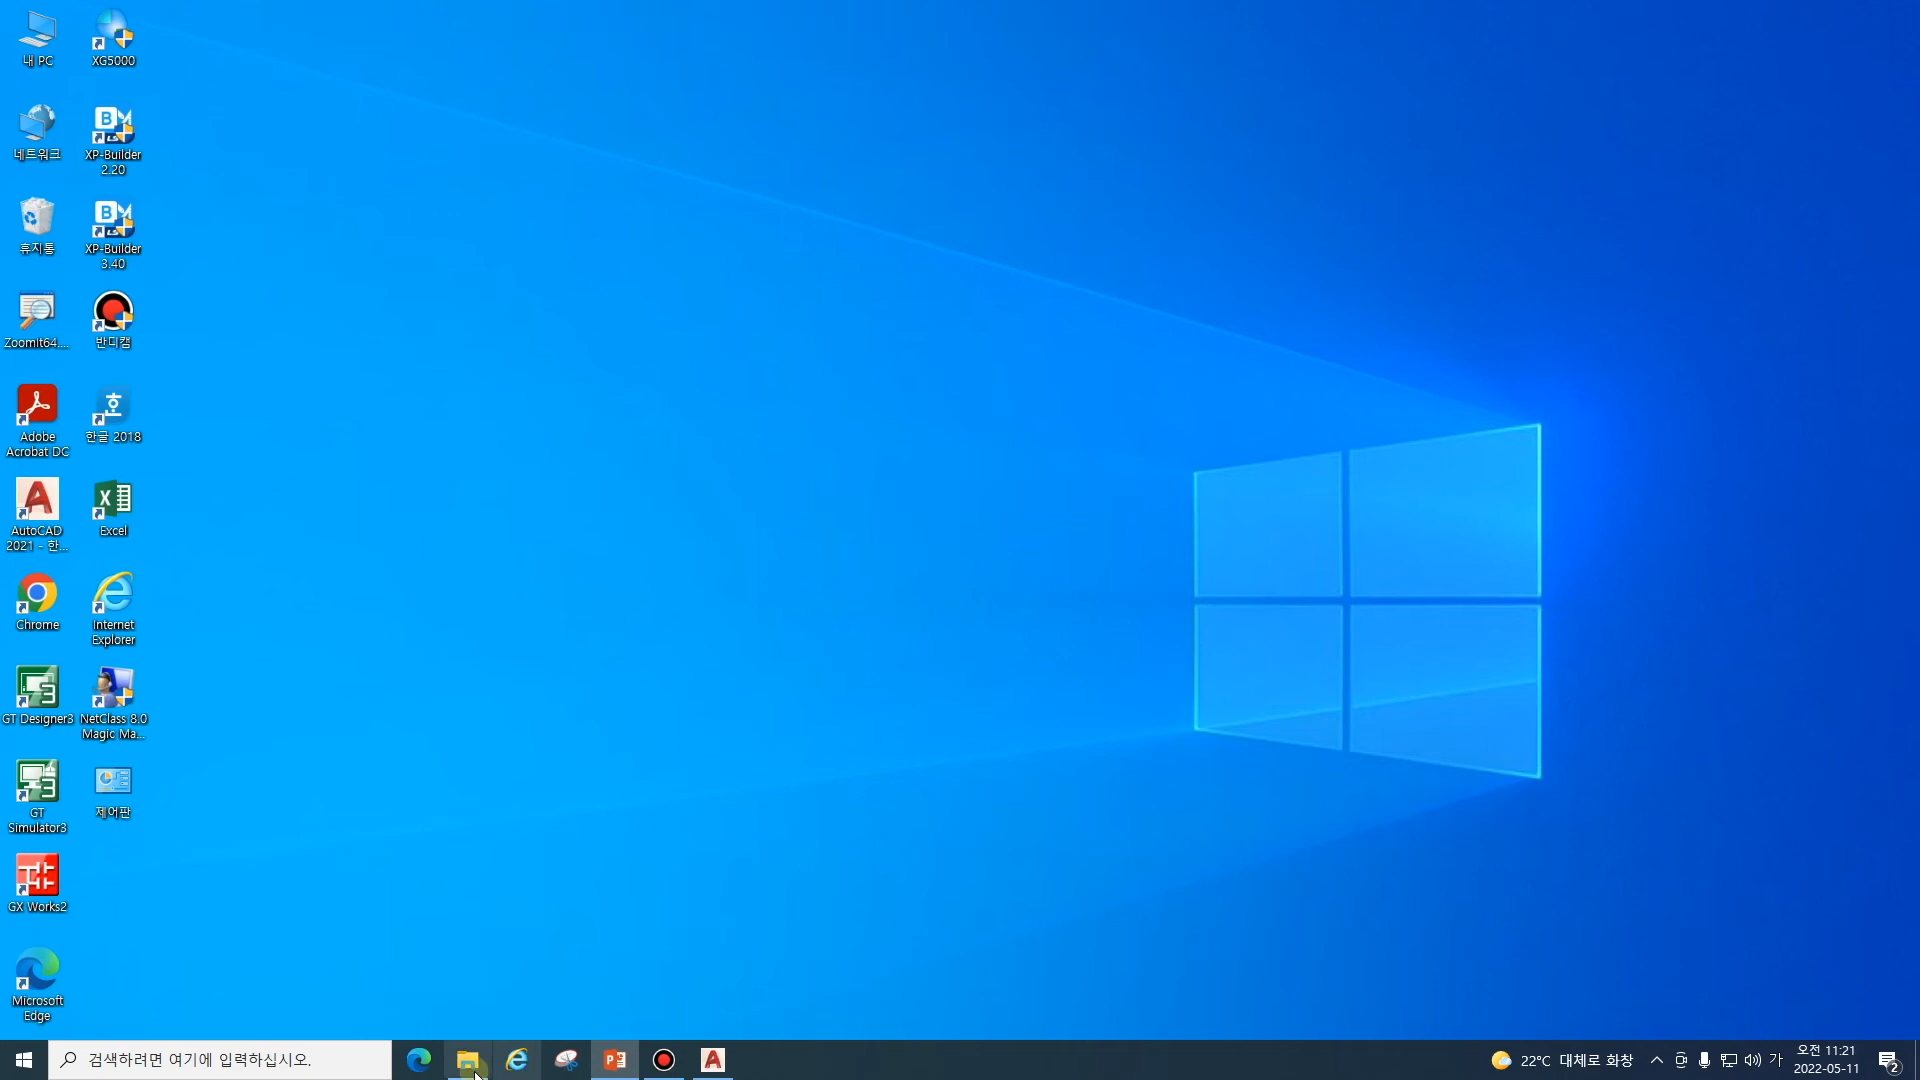 내 PC
XG5000
네트워크
XP-Builder
2.20
휴지통
XP-Builder
3.40
ZoomIt64....
반디캠
Adobe
Acrobat DC
한글 2018
AutoCAD
2021 - 한...
Excel
Chrome
Internet
Explorer
GT Designer3
NetClass 8.0
Magic Ma...
GT
Simulator3
제어판
GX Works2
Microsoft
Edge
검색하려면 여기에 입력하십시오.
22°C 대체로 화창
가
오전 11:21
2022-05-11
2